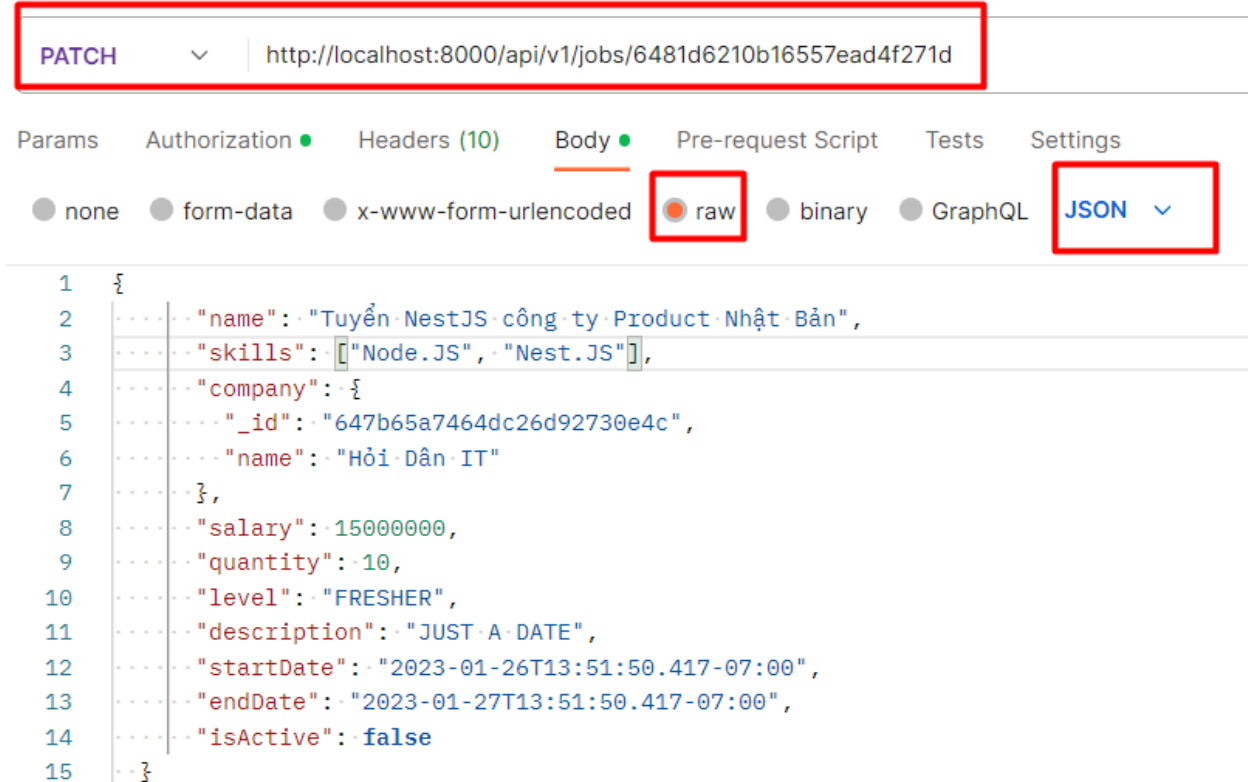 PATCH http://localhost:8000/api/v1/jobs/6481d6210b16557ead4f271d
Params Authorization Headers (10) Body Pre-request Script Tests Settings
none form-data x-www-form-urlencoded raw binary GraphQL JSON
1 {
2 "name": "Tuyển NestJS công ty Product Nhật Bản",
3 "skills": ["Node.JS", "Nest.JS"],
4 "company": {
5 "_id": "647b65a7464dc26d92730e4c",
6 "name": "Hỏi Dân IT"
7 },
8 "salary": 15000000,
9 "quantity": 10,
10 "level": "FRESHER",
11 "description": "JUST A DATE",
12 "startDate": "2023-01-26T13:51:50.417-07:00",
13 "endDate": "2023-01-27T13:51:50.417-07:00",
14 "isActive": false
15 }